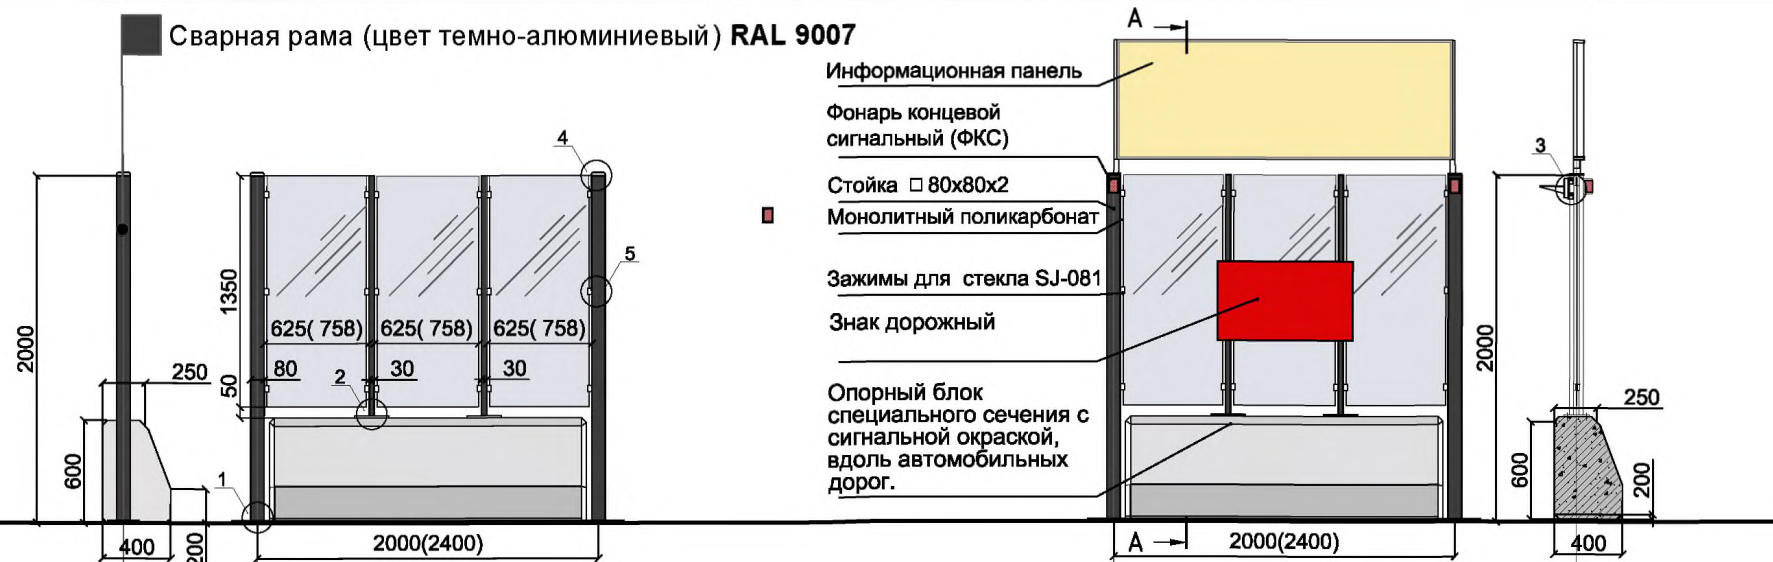 Сварная рама (цвет темно-алюминиевый) RAL 9007
2000
250
600
400
200
1350
50
625( 758) 625( 758) 625( 758)
80 30 30
1
2
4
5
2000(2400)
Информационная панель
Фонарь концевой
сигнальный (ФКС)
Стойка □ 80х80х2
Монолитный поликарбонат
Зажимы для стекла SJ-081
Знак дорожный
Опорный блок
специального сечения с
сигнальной окраской,
вдоль автомобильных
дорог.
A
A
2000(2400)
2000
3
250
600
200
400